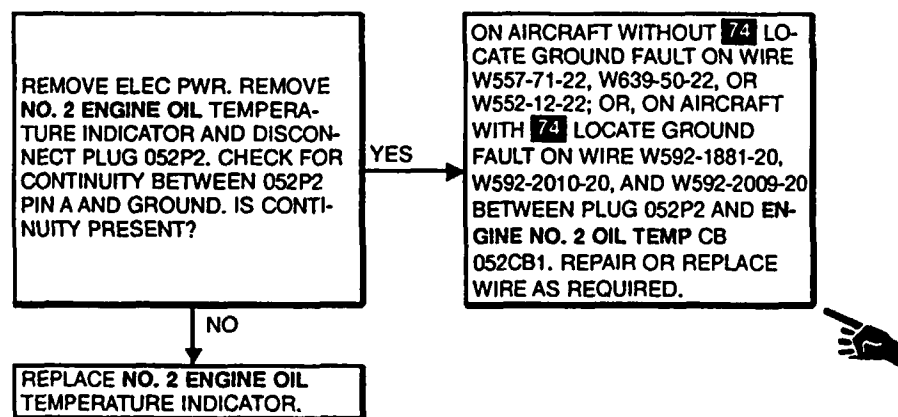 REMOVE ELEC PWR. REMOVE
NO. 2 ENGINE OIL TEMPERA-
TURE INDICATOR AND DISCON-
NECT PLUG 052P2. CHECK FOR
CONTINUITY BETWEEN 052P2
PIN A AND GROUND. IS CONTI-
NUITY PRESENT?
YES
ON AIRCRAFT WITHOUT 74 LO-
CATE GROUND FAULT ON WIRE
W557-71-22, W639-50-22, OR
W552-12-22; OR, ON AIRCRAFT
WITH 74 LOCATE GROUND
FAULT ON WIRE W592-1881-20,
W592-2010-20, AND W592-2009-20
BETWEEN PLUG 052P2 AND EN-
GINE NO. 2 OIL TEMP CB
052CB1. REPAIR OR REPLACE
WIRE AS REQUIRED.
NO
REPLACE NO. 2 ENGINE OIL
TEMPERATURE INDICATOR.